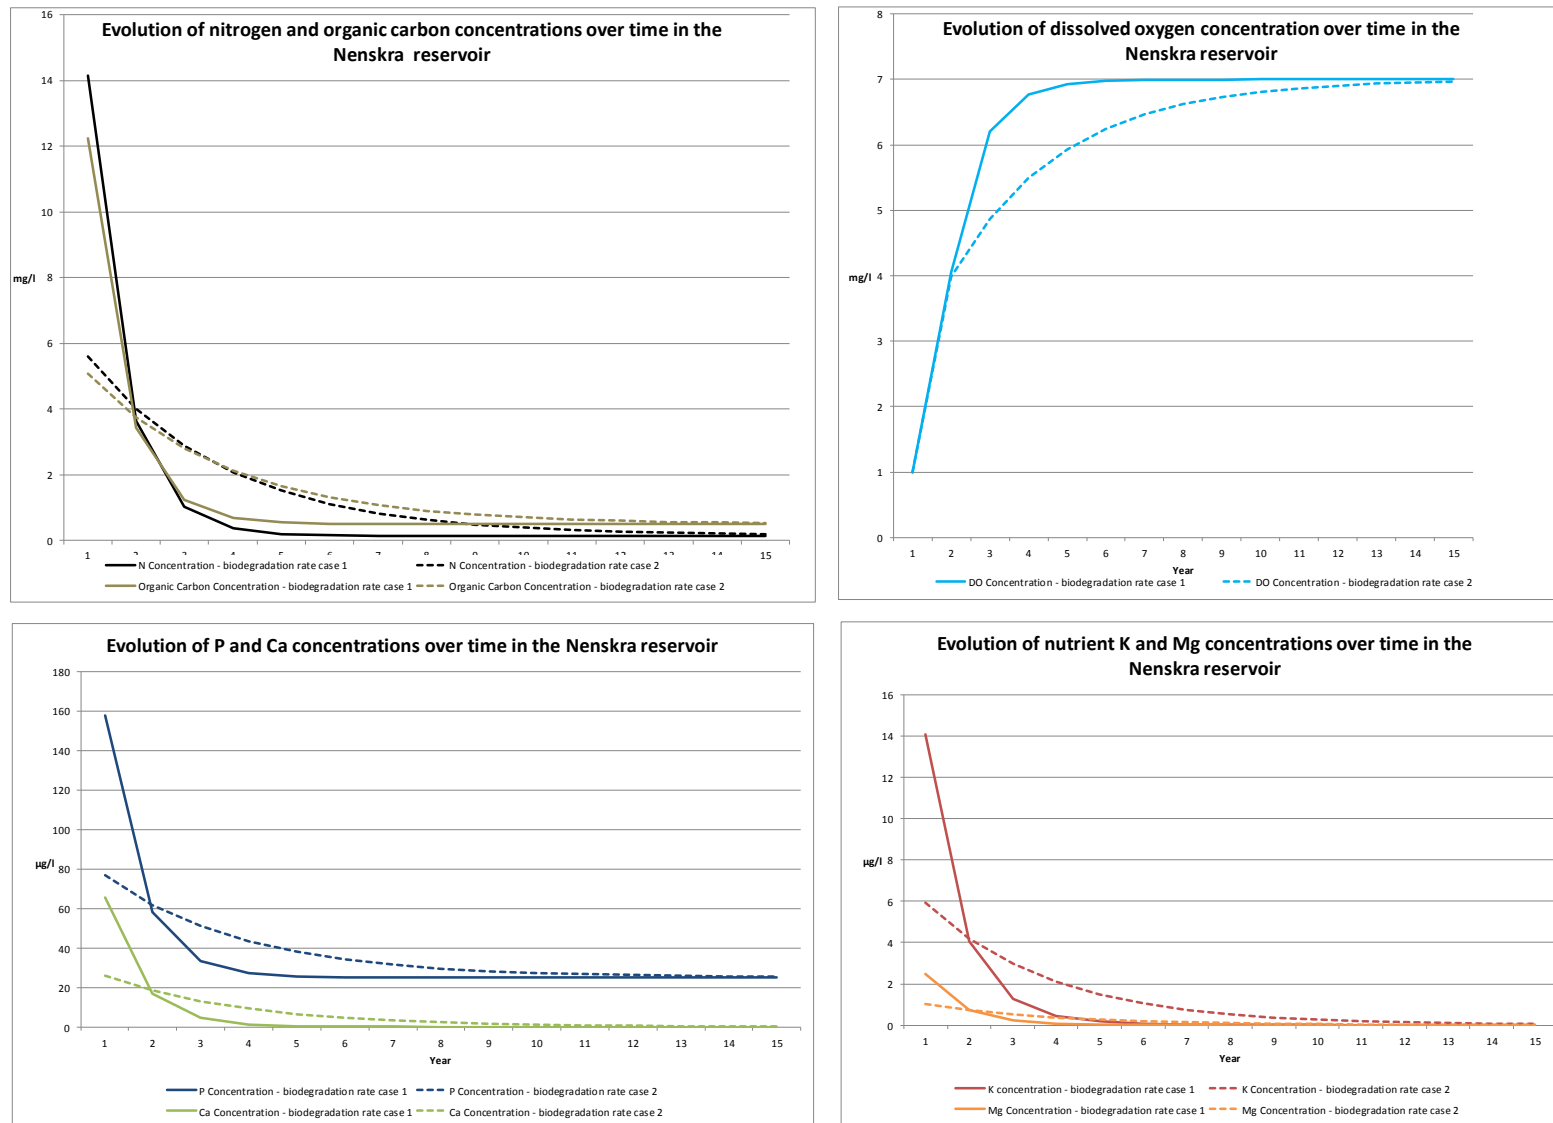 Evolution of nitrogen and organic carbon concentrations over time in the
Nenskra reservoir
16
14
12
10
8
6
4
2
0
mg/l
1 2 3 4 5 6 7 8 9 10 11 12 13 14 15
N Concentration - biodegradation rate case 1
N Concentration - biodegradation rate case 2
Organic Carbon Concentration - biodegradation rate case 1
Organic Carbon Concentration - biodegradation rate case 2
Evolution of dissolved oxygen concentration over time in the
Nenskra reservoir
8
7
6
5
4
3
2
1
0
mg/l
1 2 3 4 5 6 7 8 9 10 11 12 13 14 15
Year
DO Concentration - biodegradation rate case 1
DO Concentration - biodegradation rate case 2
Evolution of P and Ca concentrations over time in the Nenskra reservoir
180
160
140
120
100
80
60
40
20
0
µg/l
1 2 3 4 5 6 7 8 9 10 11 12 13 14 15
Year
P Concentration - biodegradation rate case 1
P Concentration - biodegradation rate case 2
Ca Concentration - biodegradation rate case 1
Ca Concentration - biodegradation rate case 2
Evolution of nutrient K and Mg concentrations over time in the
Nenskra reservoir
16
14
12
10
8
6
4
2
0
µg/l
1 2 3 4 5 6 7 8 9 10 11 12 13 14 15
Year
K concentration - biodegradation rate case 1
K Concentration - biodegradation rate case 2
Mg Concentration - biodegradation rate case 1
Mg Concentration - biodegradation rate case 2